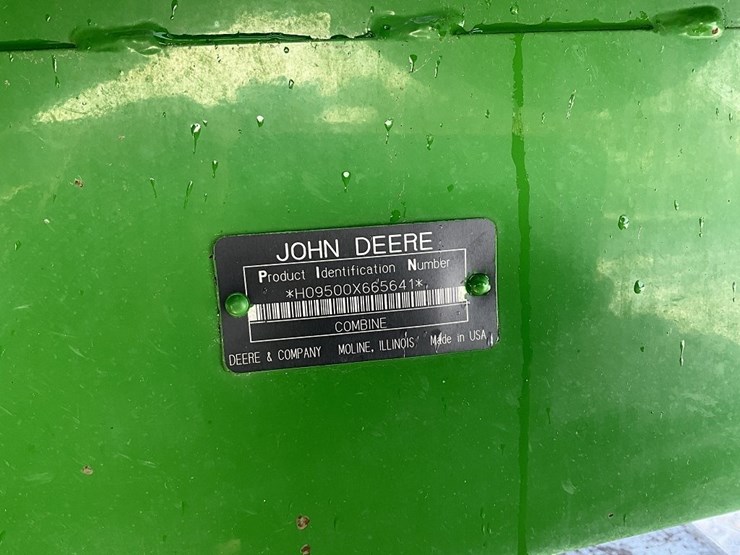 JOHN DEERE
Product Identification Number
*H09500X665641*
COMBINE
DEERE & COMPANY MOLINE, ILLINOIS Made in USA